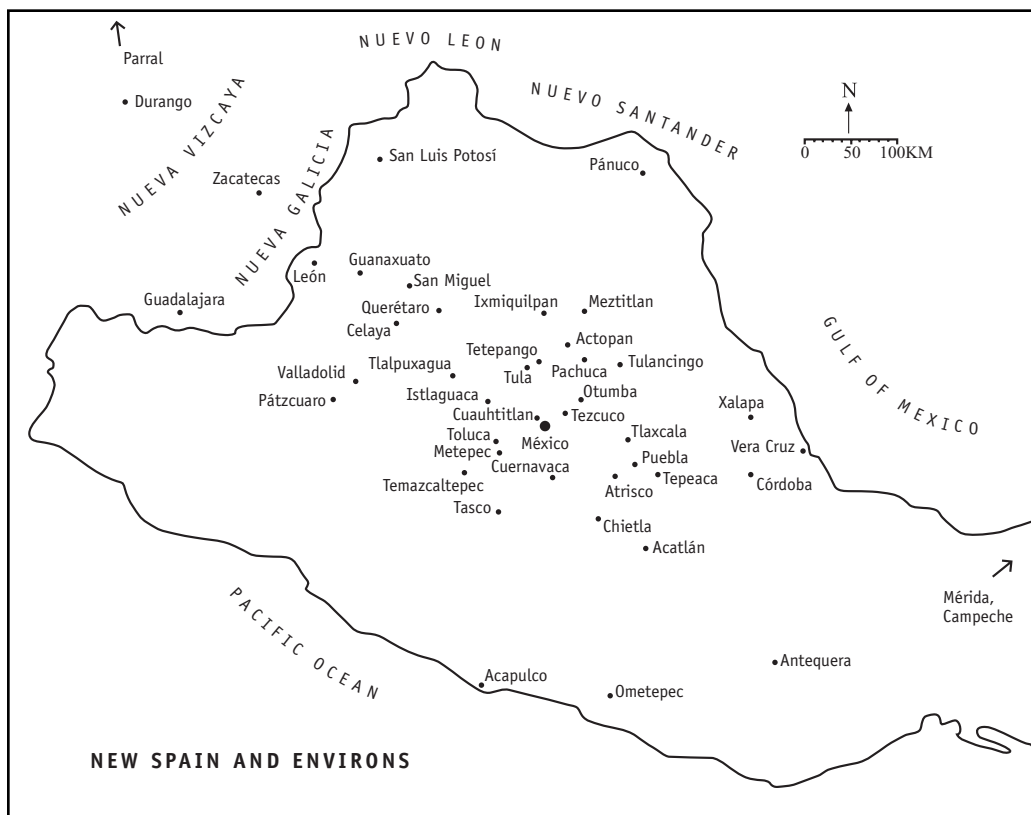 NUEVO LEON
Parral
Durango
NUEVA VIZCAYA
NUEVO SANTANDER
N
0 50 100KM
NUEVA GALICIA
San Luis Potosí
Pánuco
Zacatecas
León
Guanaxuato
San Miguel
Guadalajara
Querétaro
Ixmiquilpan
Meztitlan
Celaya
GULF OF MEXICO
Actopan
Tetepango
Tlalpuxagua
Tula
Pachuca
Tulancingo
Valladolid
Pátzcuaro
Istlaguaca
Otumba
Xalapa
Cuauhtitlan
Tezcuco
Toluca
México
Tlaxcala
Vera Cruz
Metepec
Cuernavaca
Puebla
Temazcaltepec
Atrisco
Tepeaca
Córdoba
Tasco
Chietla
Acatlán
PACIFIC OCEAN
Mérida,
Campeche
Antequera
Acapulco
Ometepec
NEW SPAIN AND ENVIRONS